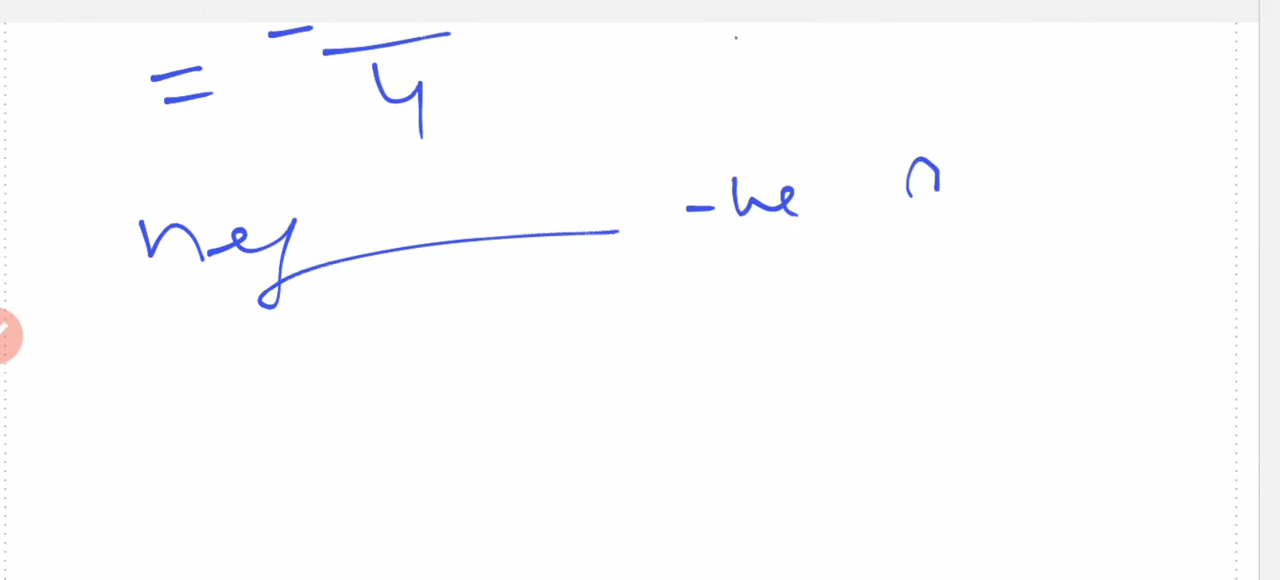 = - — 4
neg -ve